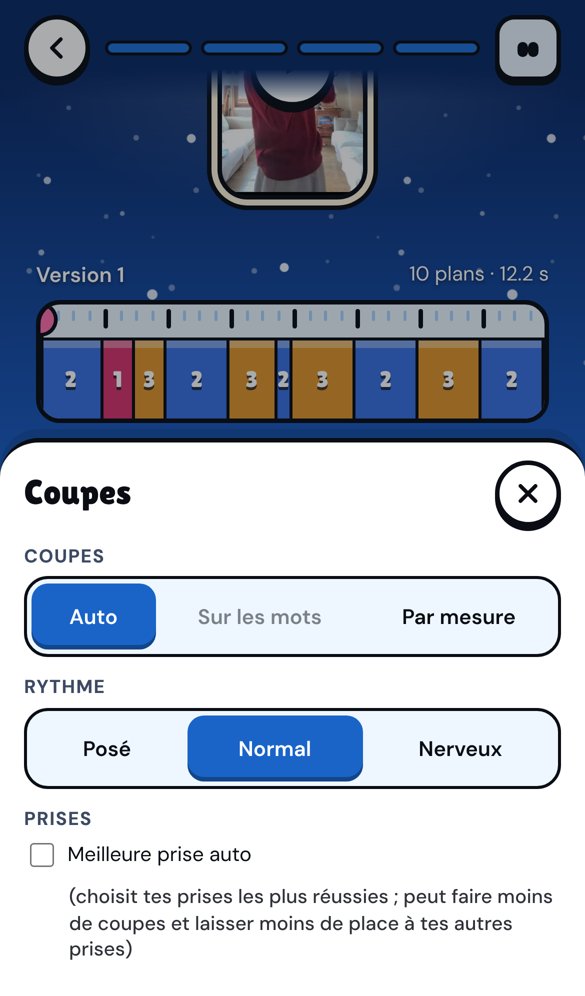 Version 1
10 plans · 12.2 s
2 1 3 2 3 2 3 2 3 2
Coupes
COUPES
Auto Sur les mots Par mesure
RYTHME
Posé Normal Nerveux
PRISES
Meilleure prise auto
(choisit tes prises les plus réussies ; peut faire moins
de coupes et laisser moins de place à tes autres
prises)